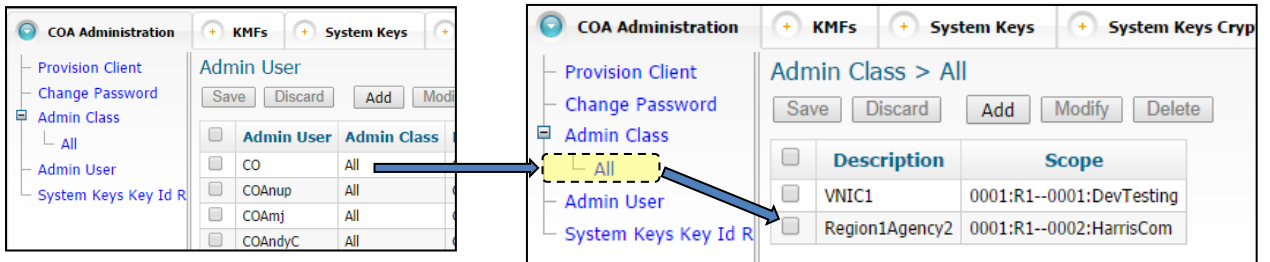 COA Administration
+ KMFs
+ System Keys
+
Provision Client
Change Password
Admin Class
All
Admin User
System Keys Key Id R
Admin User
Save Discard Add Modi
Admin User Admin Class
CO All
COAnup All
COAmj All
COAndyC All
COA Administration
+ KMFs
+ System Keys
+ System Keys Cryp
Provision Client
Change Password
Admin Class
All
Admin User
System Keys Key Id R
Admin Class > All
Save Discard Add Modify Delete
Description Scope
VNIC1 0001:R1--0001:DevTesting
Region1Agency2 0001:R1--0002:HarrisCom